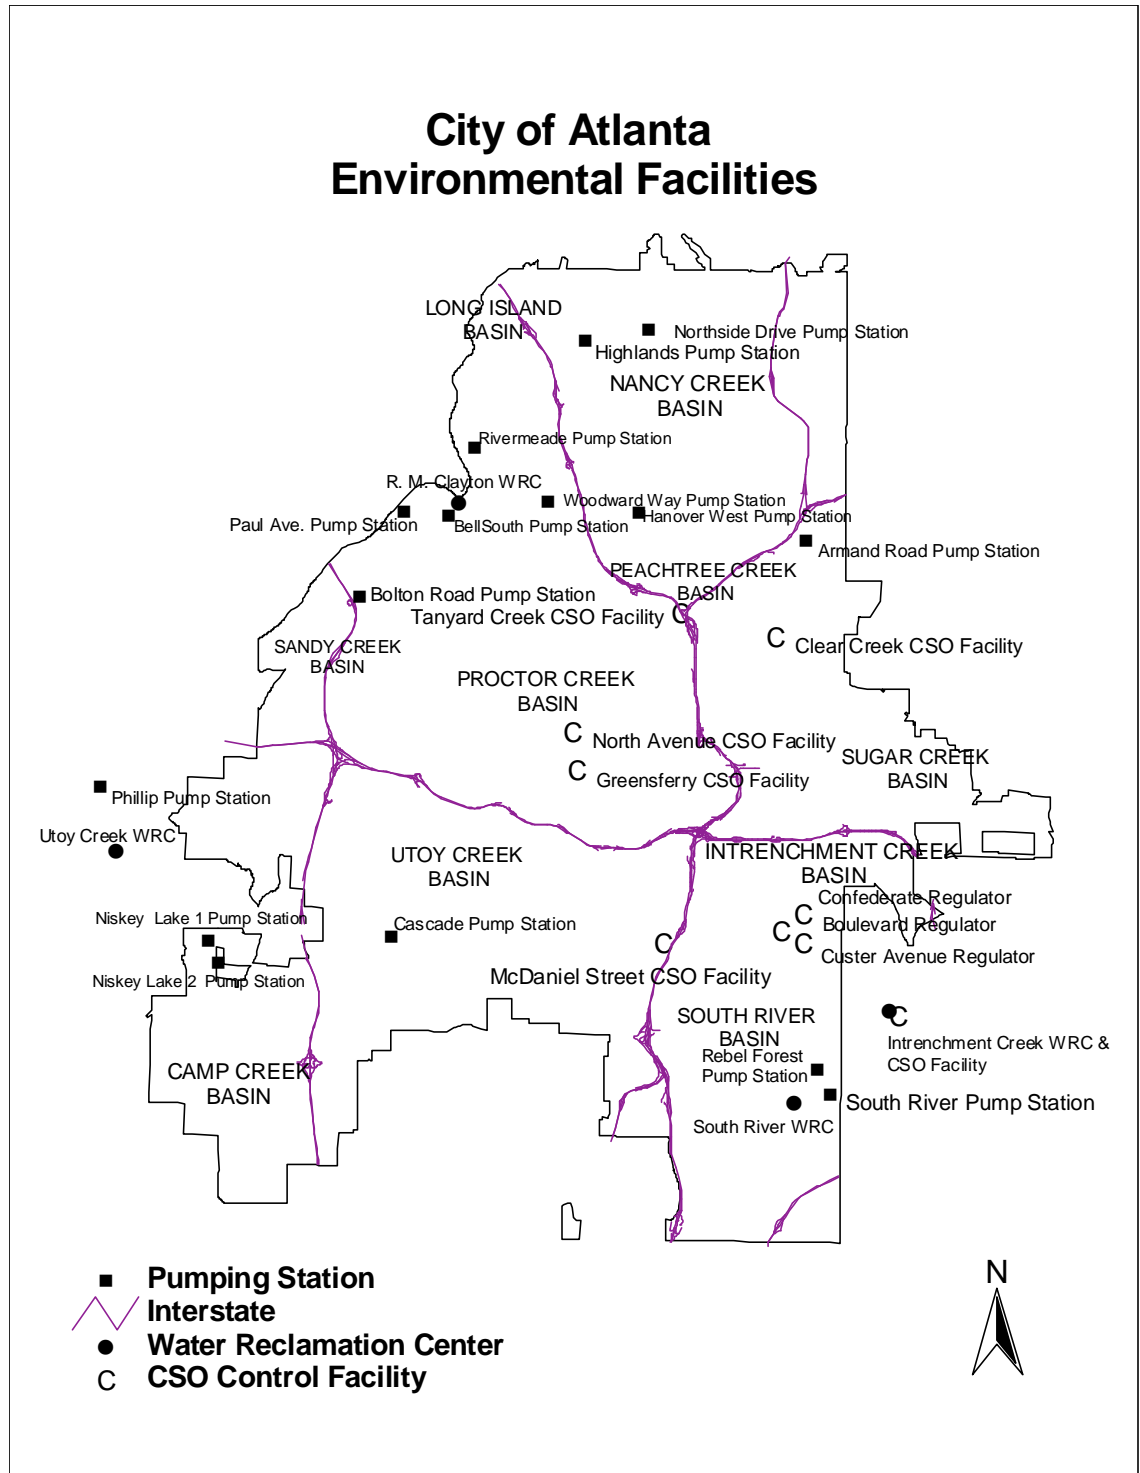 City of Atlanta
Environmental Facilities
LONG ISLAND
BASIN
Northside Drive Pump Station
Highlands Pump Station
NANCY CREEK
BASIN
Rivermeade Pump Station
R. M. Clayton WRC
Woodward Way Pump Station
Hanover West Pump Station
Paul Ave. Pump Station
BellSouth Pump Station
Armand Road Pump Station
PEACHTREE CREEK
BASIN
Bolton Road Pump Station
Tanyard Creek CSO Facility
C
C
Clear Creek CSO Facility
SANDY CREEK
BASIN
PROCTOR CREEK
BASIN
C
North Avenue CSO Facility
SUGAR CREEK
BASIN
C
Greensferry CSO Facility
Phillip Pump Station
Utoy Creek WRC
UTOY CREEK
BASIN
INTRENCHMENT CREEK
BASIN
Confederate Regulator
C
Niskey Lake 1 Pump Station
Cascade Pump Station
C
Boulevard Regulator
C
C
Custer Avenue Regulator
Niskey Lake 2 Pump Station
McDaniel Street CSO Facility
SOUTH RIVER
BASIN
C
Intrenchment Creek WRC &
CSO Facility
Rebel Forest
Pump Station
CAMP CREEK
BASIN
South River Pump Station
South River WRC
N
Pumping Station
Interstate
Water Reclamation Center
C CSO Control Facility